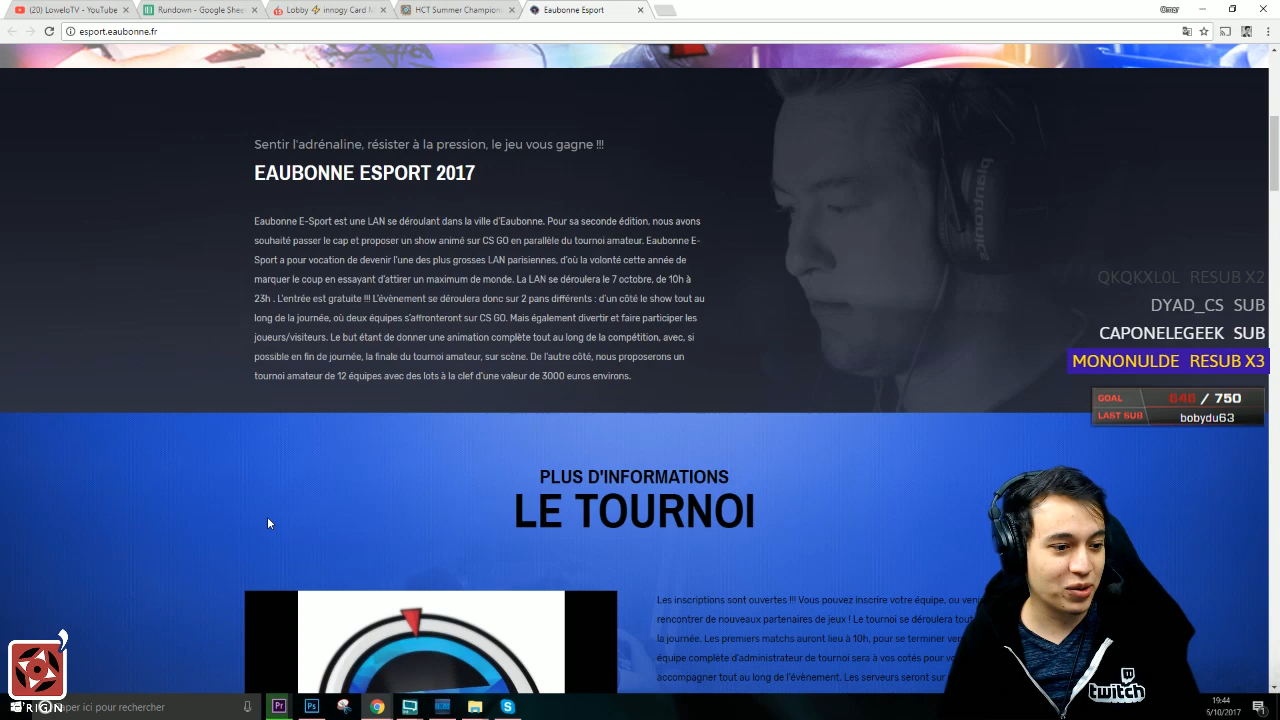 (20) LoweloTV - YouTube
Rundown - Google Shee
Lobby ⚡ innogy Card M
HCT Summer Champion
Eaubonne Esport
Omar
esport.eaubonne.fr
Sentir l'adrénaline, résister à la pression, le jeu vous gagne !!!
EAUBONNE ESPORT 2017
Eaubonne E-Sport est une LAN se déroulant dans la ville d'Eaubonne. Pour sa seconde édition, nous avons
souhaité passer le cap et proposer un show animé sur CS GO en parallèle du tournoi amateur. Eaubonne E-
Sport a pour vocation de devenir l'une des plus grosses LAN parisiennes, d'où la volonté cette année de
marquer le coup en essayant d'attirer un maximum de monde. La LAN se déroulera le 7 octobre, de 10h à
23h . L'entrée est gratuite !!! L'évènement se déroulera donc sur 2 pans différents : d'un côté le show tout au
long de la journée, où deux équipes s'affronteront sur CS GO. Mais également divertir et faire participer les
joueurs/visiteurs. Le but étant de donner une animation complète tout au long de la compétition, avec, si
possible en fin de journée, la finale du tournoi amateur, sur scène. De l'autre côté, nous proposerons un
tournoi amateur de 12 équipes avec des lots à la clef d'une valeur de 3000 euros environs.
plantronics
QKQKXL0L RESUB X2
DYAD_CS SUB
CAPONELEGEEK SUB
MONONULDE RESUB X3
GOAL 646 / 750
LAST SUB bobydu63
PLUS D'INFORMATIONS
LE TOURNOI
Les inscriptions sont ouvertes !!! Vous pouvez inscrire votre équipe, ou veni
rencontrer de nouveaux partenaires de jeux ! Le tournoi se déroulera tout
la journée. Les premiers matchs auront lieu à 10h, pour se terminer ver
équipe complète d'administrateur de tournoi sera à vos cotés pour v
accompagner tout au long de l'évènement. Les serveurs seront sur
twitch
O'RIGN
aper ici pour rechercher
Pr
Ps
19:44
5/10/2017